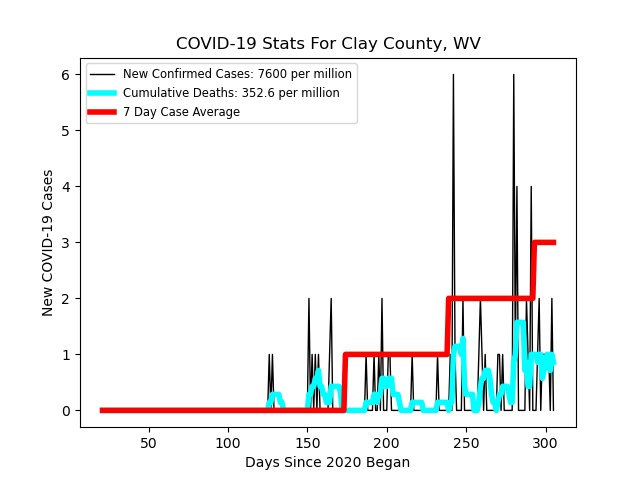 COVID-19 Stats For Clay County, WV
New Confirmed Cases: 7600 per million
Cumulative Deaths: 352.6 per million
7 Day Case Average
New COVID-19 Cases
6
5
4
3
2
1
0
50 100 150 200 250 300
Days Since 2020 Began